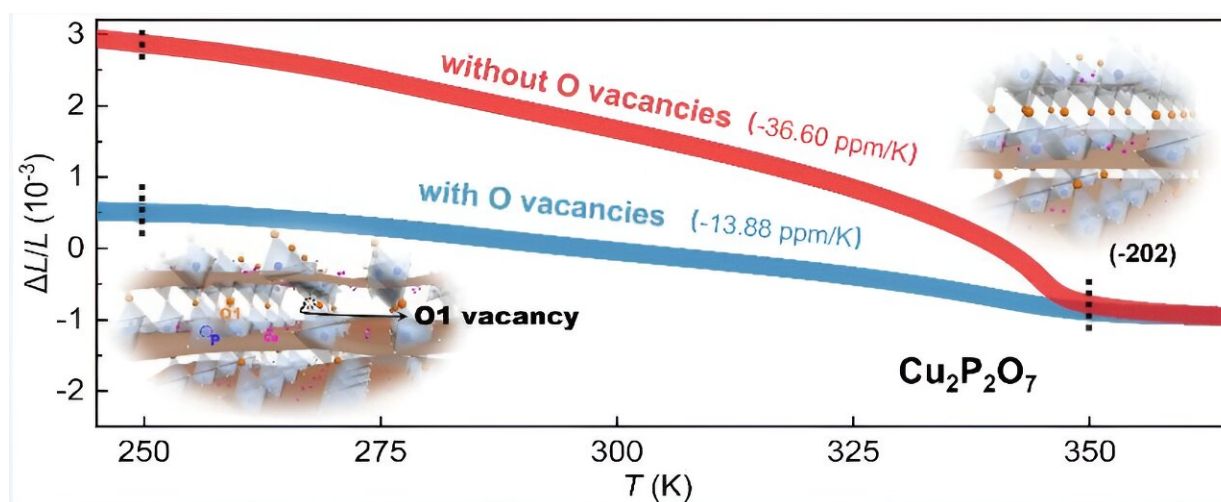 3
2
1
0
-1
-2
ΔL/L (10⁻³)
without O vacancies (-36.60 ppm/K)
with O vacancies (-13.88 ppm/K)
(-202)
O1
P
Cu
O1 vacancy
Cu₂P₂O₇
250 275 300 325 350
T (K)